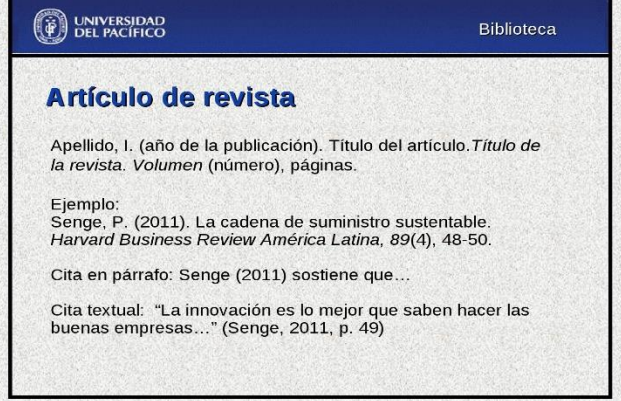 UNIVERSIDAD
DEL PACÍFICO
Biblioteca
Artículo de revista
Apellido, I. (año de la publicación). Título del artículo.Título de
la revista. Volumen (número), páginas.
Ejemplo:
Senge, P. (2011). La cadena de suministro sustentable.
Harvard Business Review América Latina, 89(4), 48-50.
Cita en párrafo: Senge (2011) sostiene que…
Cita textual:  “La innovación es lo mejor que saben hacer las
buenas empresas…” (Senge, 2011, p. 49)